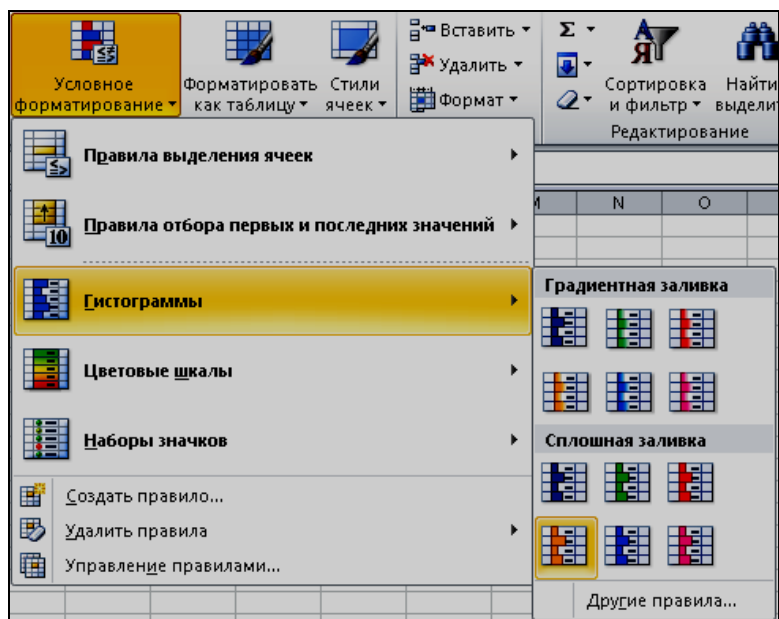 Вставить
Удалить
Формат
Σ
А
Я
Условное
форматирование
Форматировать
как таблицу
Стили
ячеек
Сортировка
и фильтр
Найти
выдели
Редактирование
Правила выделения ячеек
Правила отбора первых и последних значений
10
N
O
Гистограммы
Градиентная заливка
Цветовые шкалы
Наборы значков
Сплошная заливка
Создать правило...
Удалить правила
Управление правилами...
Другие правила...